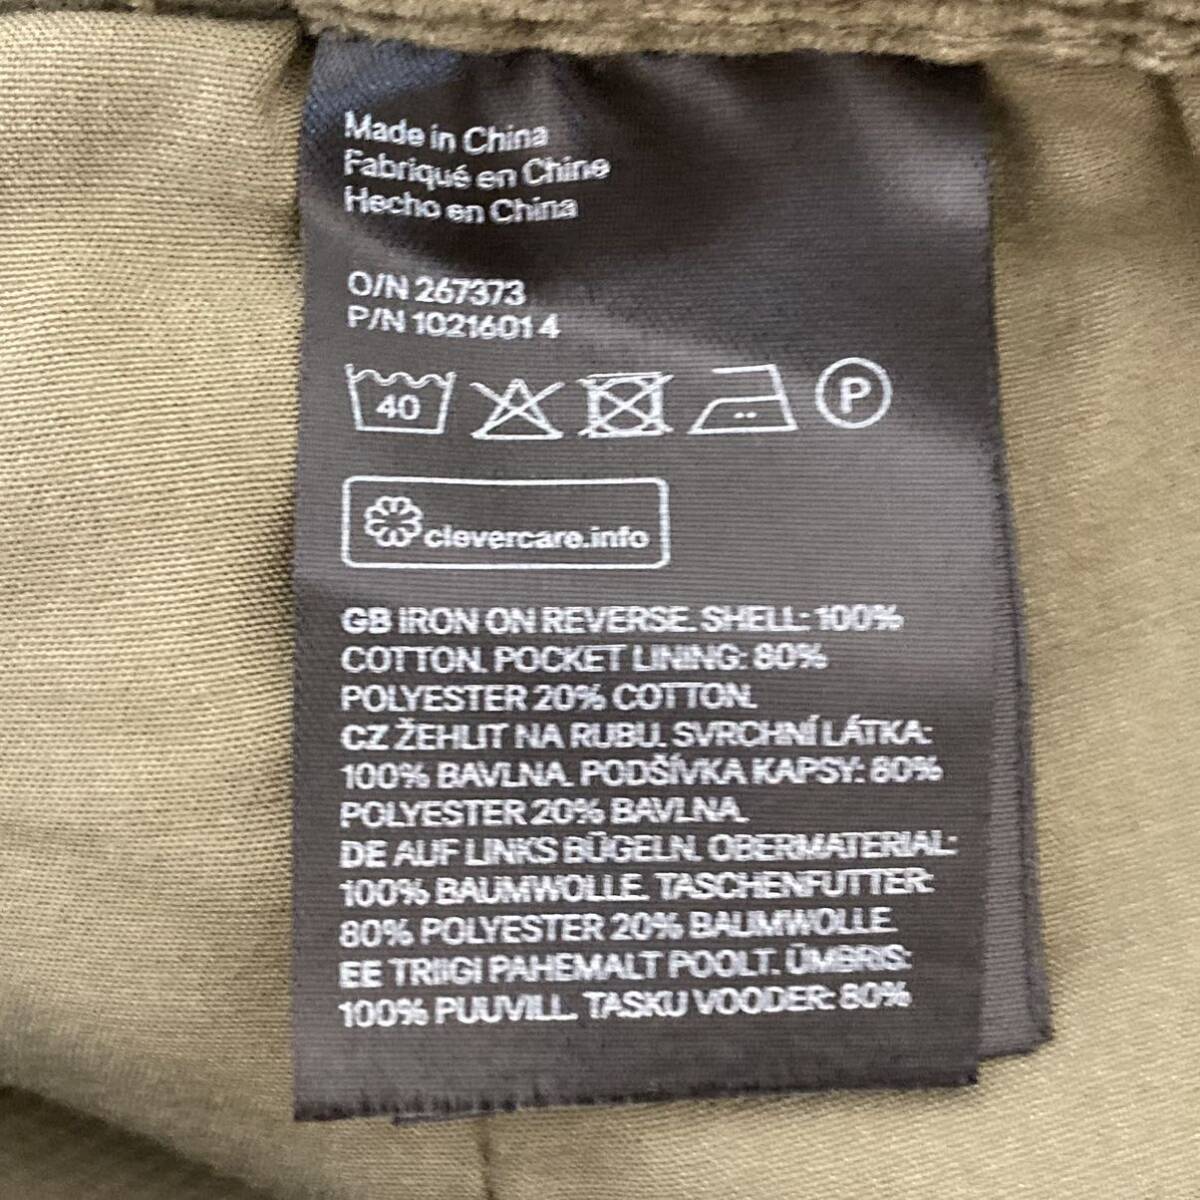 Made in China
Fabriqué en Chine
Hecho en China
O/N 267373
P/N 10216014
40 P
clevercare.info
GB IRON ON REVERSE. SHELL: 100%
COTTON. POCKET LINING: 80%
POLYESTER 20% COTTON.
CZ ŽEHLIT NA RUBU. SVRCHNÍ LÁTKA:
100% BAVLNA. PODŠÍVKA KAPSY: 80%
POLYESTER 20% BAVLNA.
DE AUF LINKS BÜGELN. OBERMATERIAL:
100% BAUMWOLLE. TASCHENFUTTER:
80% POLYESTER 20% BAUMWOLLE.
EE TRIIGI PAHEMALT POOLT. ÜMBRIS:
100% PUUVILL. TASKU VOODER: 80%